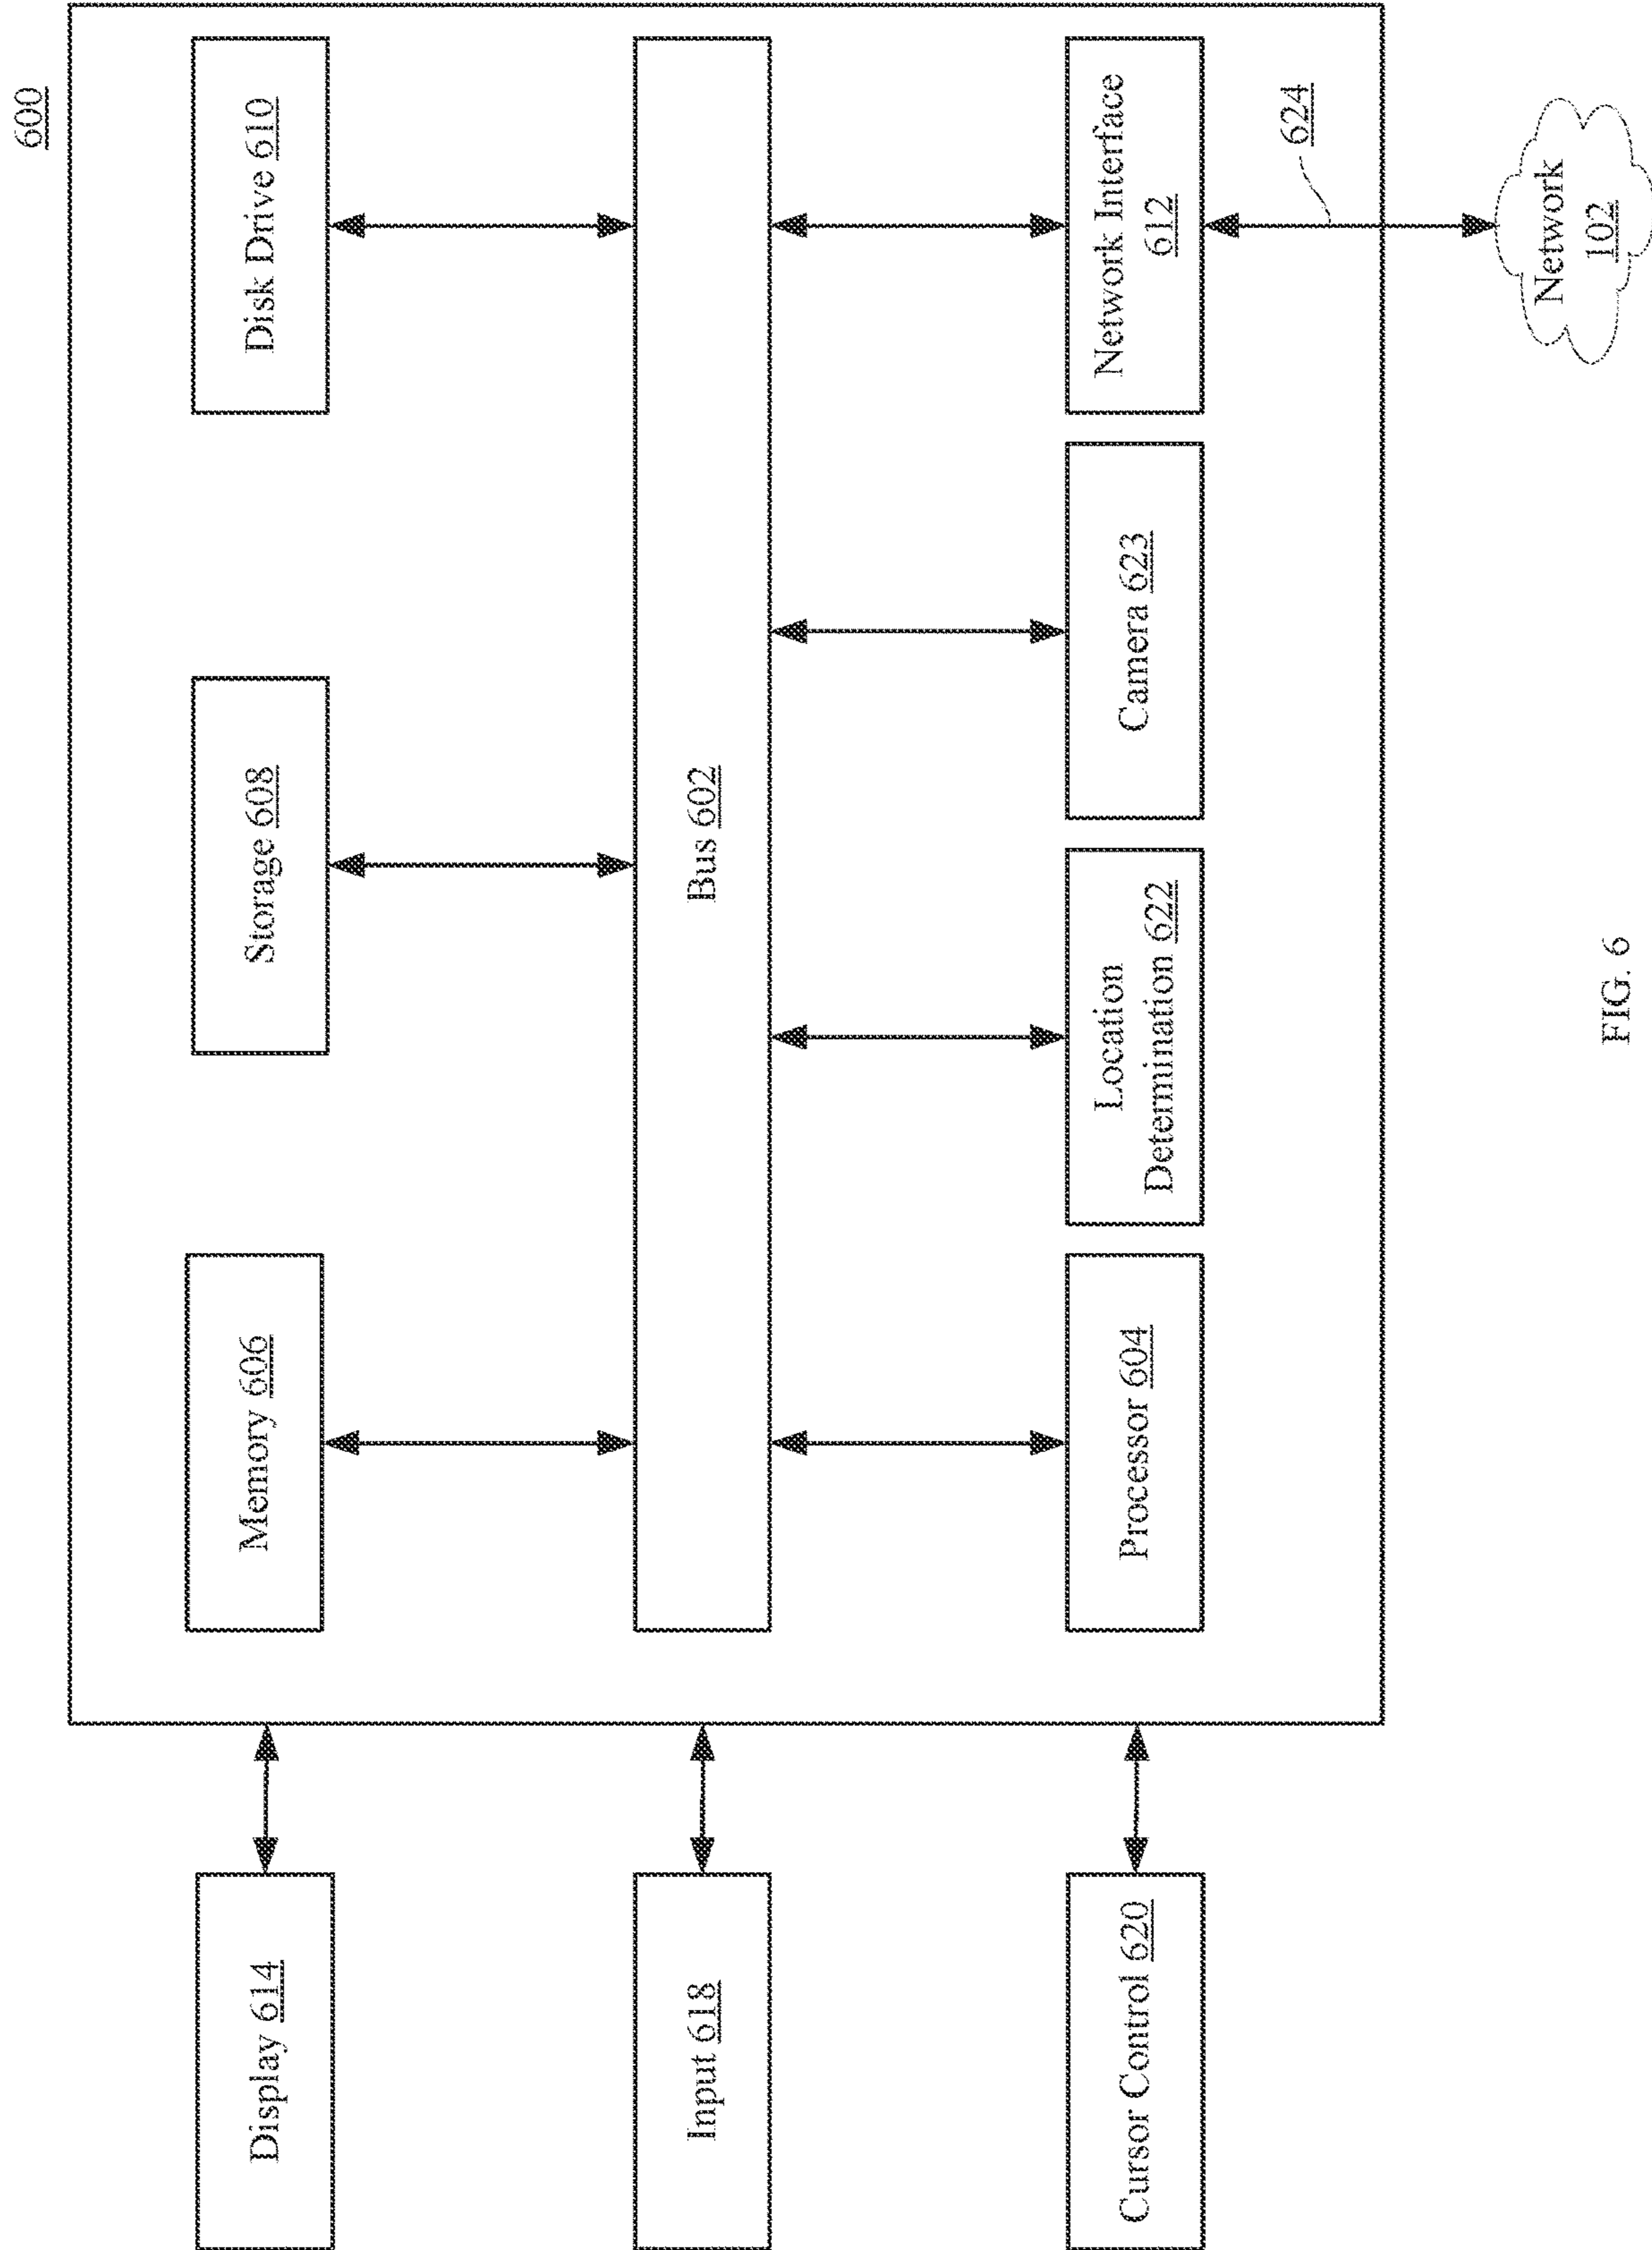 600
Display 614
Memory 606
Storage 608
Disk Drive 610
Input 618
Bus 602
Cursor Control 620
Processor 604
Location
Determination 622
Camera 623
Network Interface
612
624
Network
102
FIG. 6